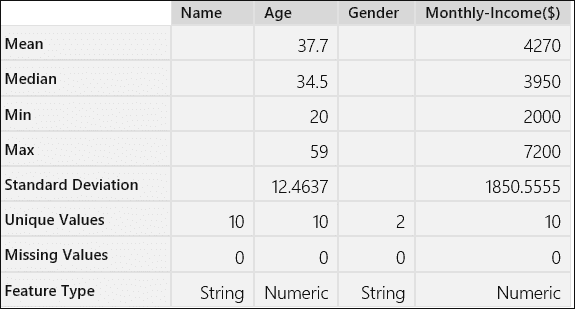 Name Age Gender Monthly-Income($)
Mean 37.7 4270
Median 34.5 3950
Min 20 2000
Max 59 7200
Standard Deviation 12.4637 1850.5555
Unique Values 10 10 2 10
Missing Values 0 0 0 0
Feature Type String Numeric String Numeric